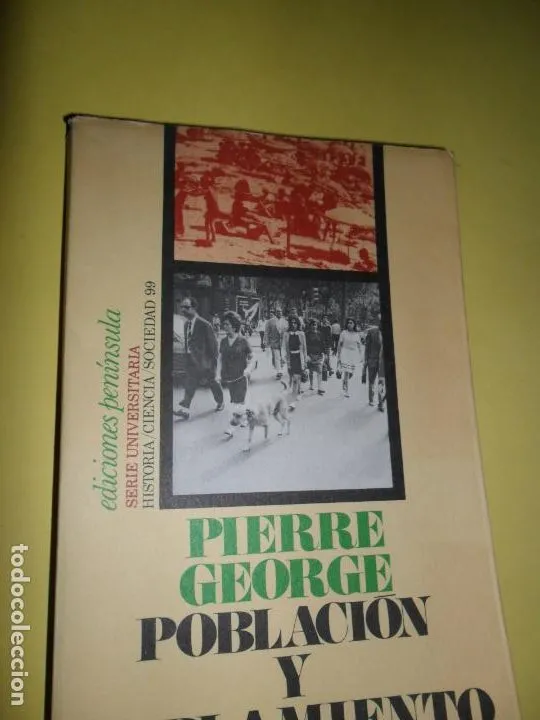 ediciones península
SERIE UNIVERSITARIA
HISTORIA/CIENCIA/SOCIEDAD 99
PIERRE
GEORGE
POBLACIÓN
Y
todocoleccion